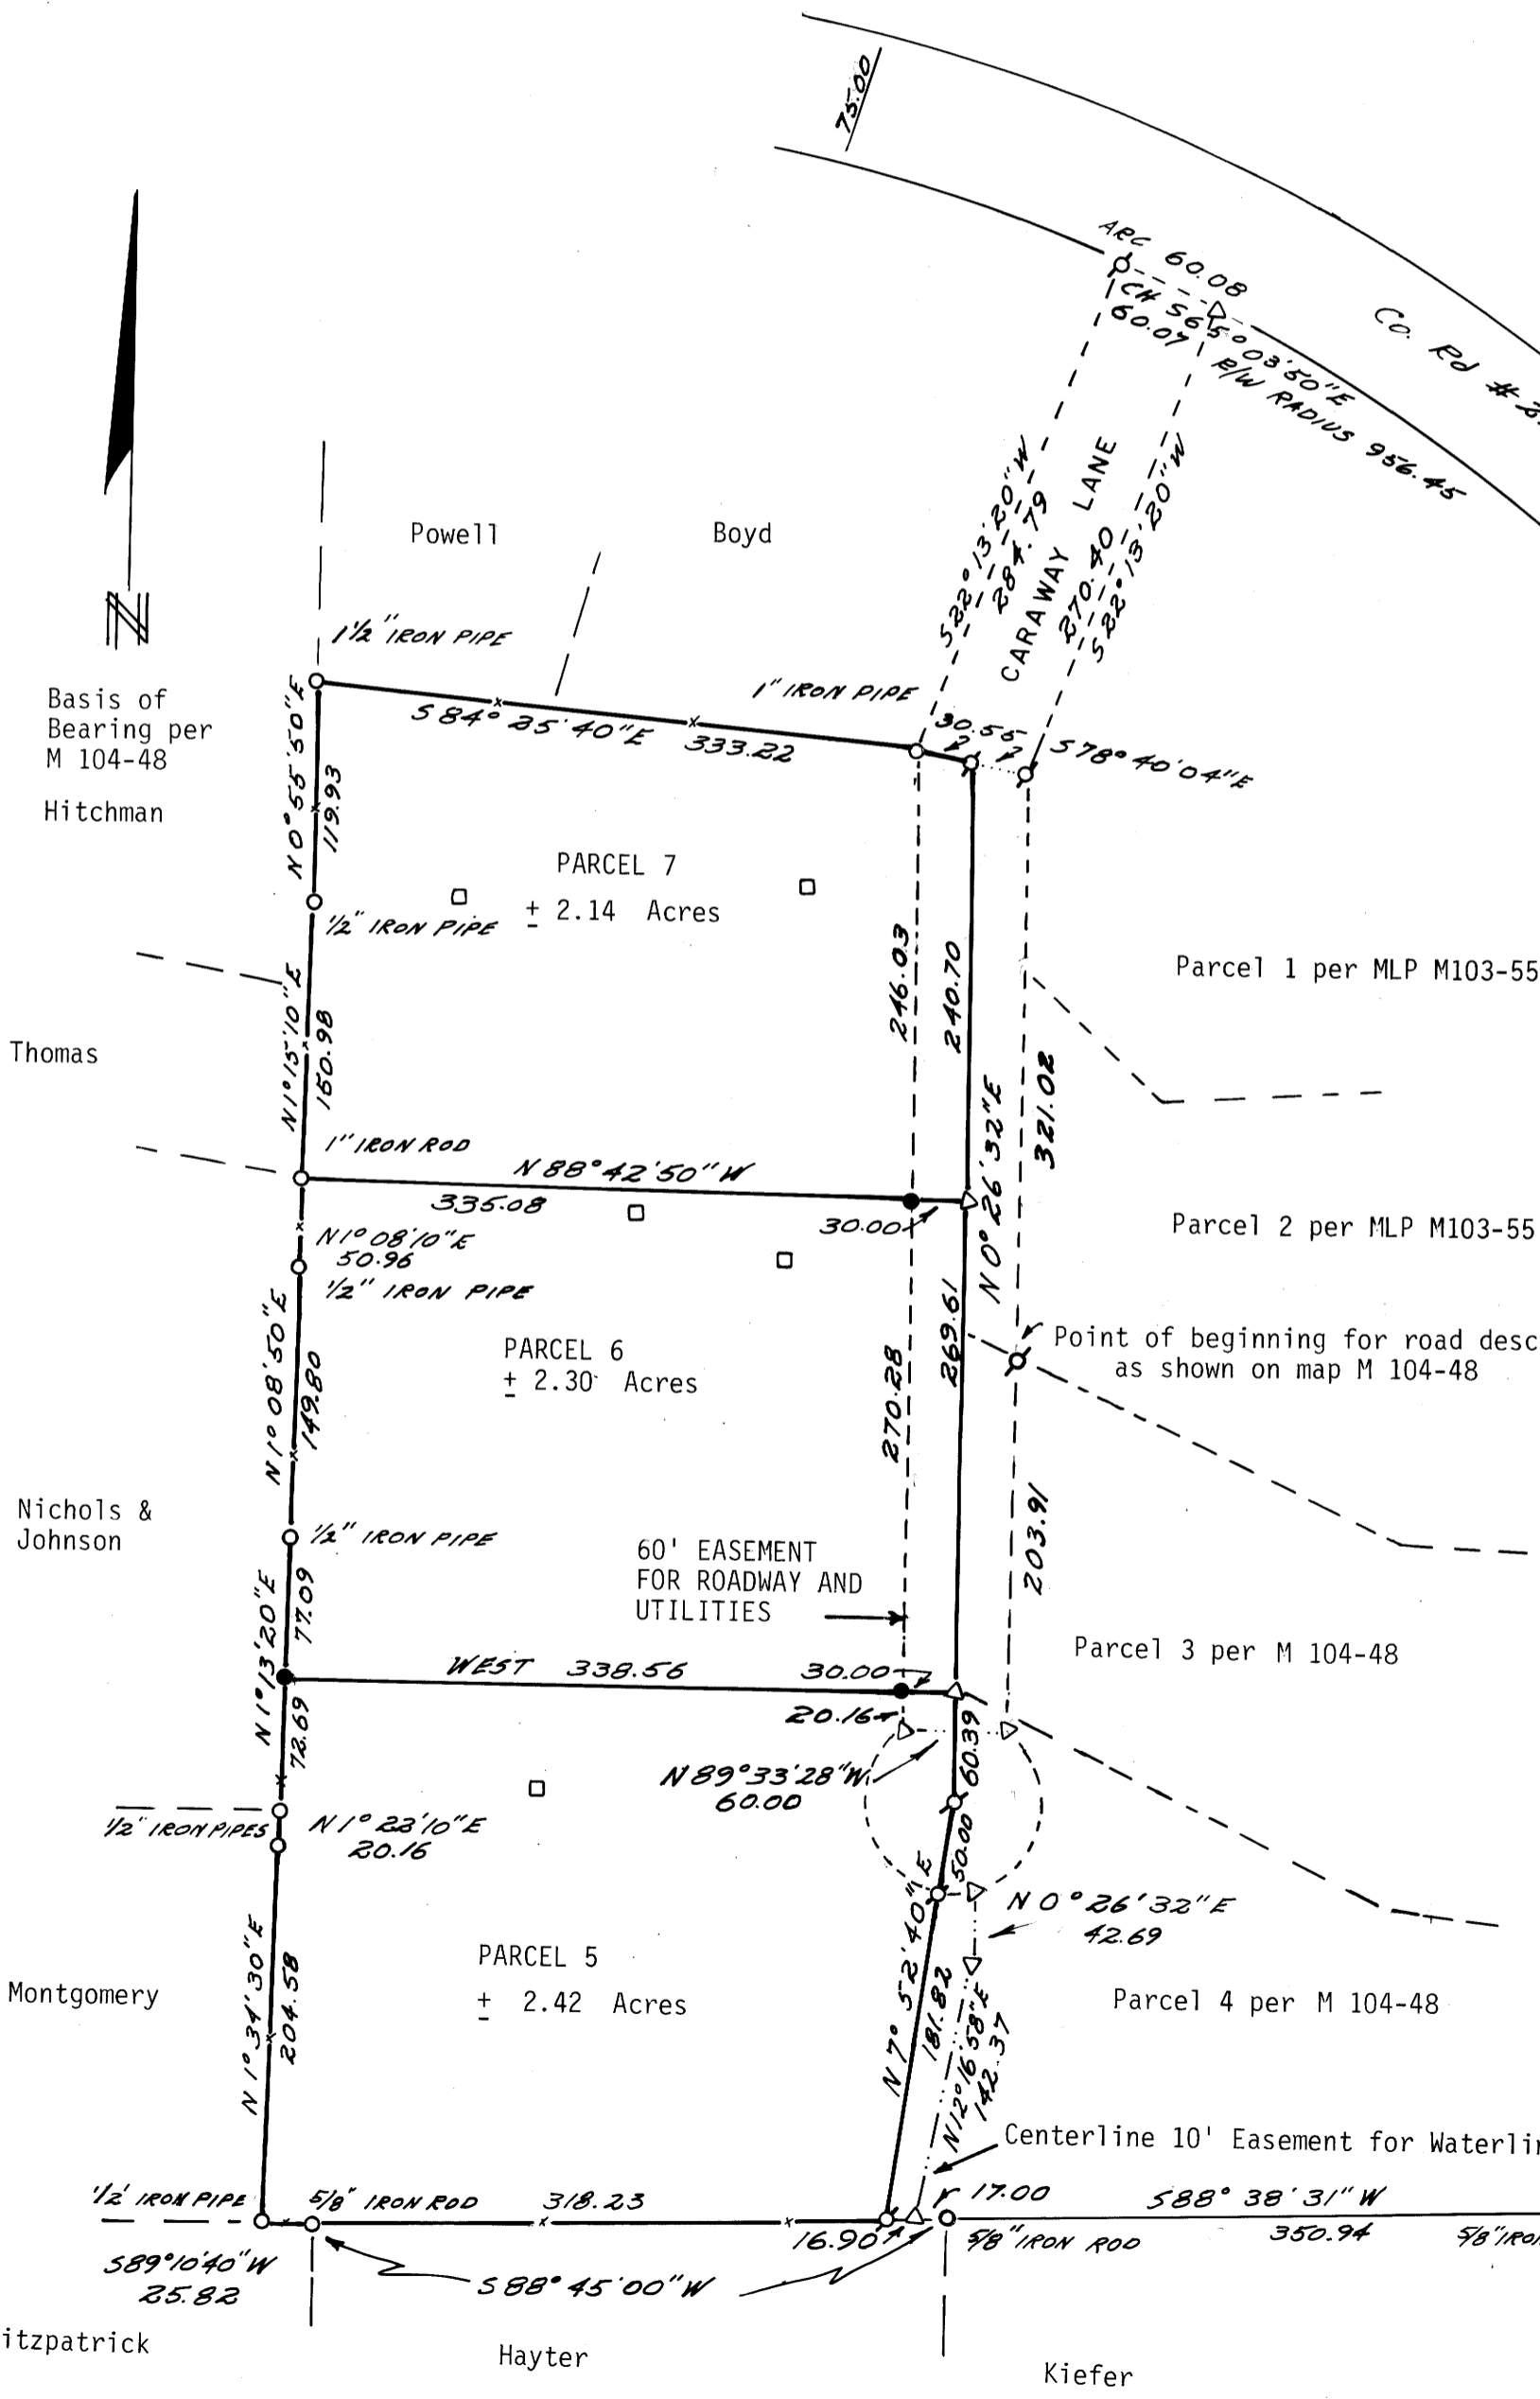 75.00
ARC 60.08
CH S65°03'50"E
60.07
R/W RADIUS 956.45
Co. Rd #
S22°13'20"W
284.79
CARAWAY LANE
270.40
S22°13'20"W
Powell
Boyd
N
1 1/2" IRON PIPE
1" IRON PIPE
Basis of
Bearing per
M 104-48
Hitchman
S84°25'40"E 333.22
30.55
S78°40'04"E
N0°55'50"E
119.93
PARCEL 7
± 2.14 Acres
1/2" IRON PIPE
246.03
240.70
Parcel 1 per MLP M103-55
Thomas
N1°15'10"E
150.98
321.02
1" IRON ROD
N88°42'50"W
335.08
30.00
N0°26'32"E
Parcel 2 per MLP M103-55
N1°08'10"E
50.96
1/2" IRON PIPE
PARCEL 6
± 2.30 Acres
269.61
270.28
Point of beginning for road desc
as shown on map M 104-48
N1°08'50"E
149.80
Nichols &
Johnson
1/2" IRON PIPE
60' EASEMENT
FOR ROADWAY AND
UTILITIES
203.91
N1°13'20"E
77.09
WEST 338.56
30.00
Parcel 3 per M 104-48
72.69
20.16
60.39
N89°33'28"W
60.00
1/2" IRON PIPES
N1°23'10"E
20.16
50.00
N0°26'32"E
42.69
PARCEL 5
± 2.42 Acres
Montgomery
N1°34'30"E
204.58
N7°52'40"E
181.82
N12°16'58"E
142.37
Parcel 4 per M 104-48
Centerline 10' Easement for Waterli
1/2' IRON PIPE
5/8" IRON ROD
318.23
17.00
S88°38'31"W
16.90
5/8" IRON ROD
350.94
5/8" IRO
S89°10'40"W
25.82
S88°45'00"W
itzpatrick
Hayter
Kiefer